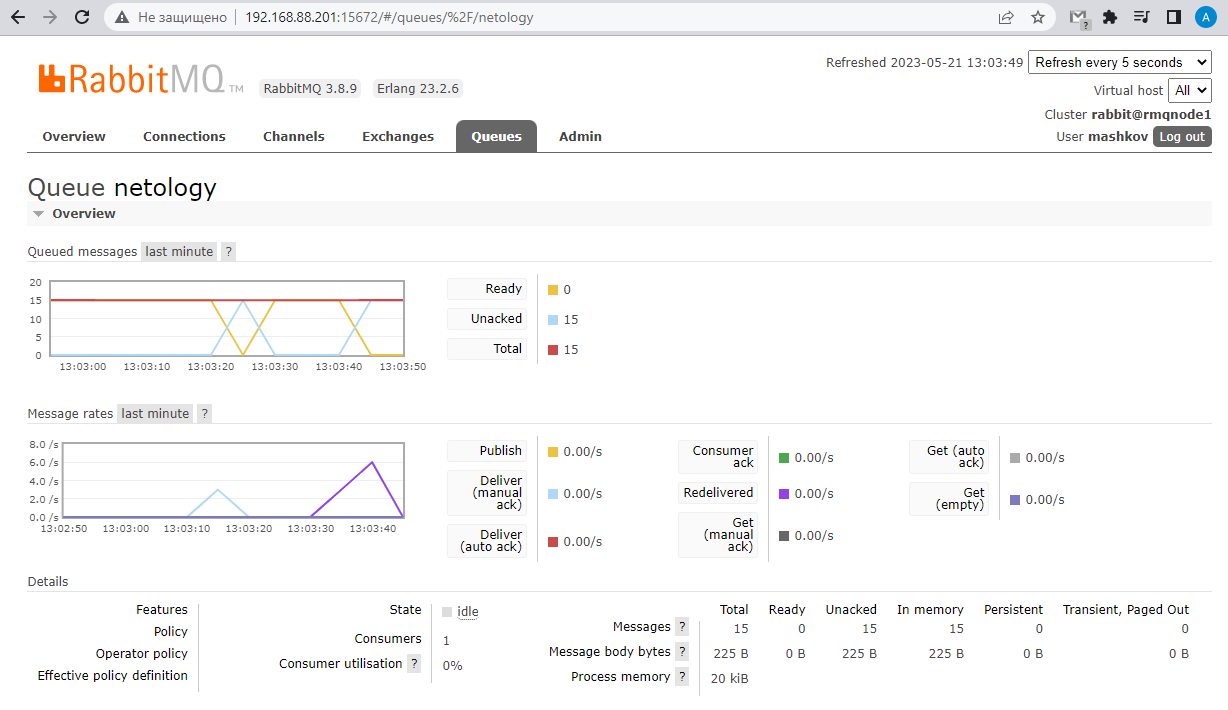 Не защищено 192.168.88.201:15672/#/queues/%2F/netology
? A
RabbitMQ TM RabbitMQ 3.8.9 Erlang 23.2.6
Refreshed 2023-05-21 13:03:49 Refresh every 5 seconds
Virtual host All
Cluster rabbit@rmqnode1
User mashkov Log out
Overview Connections Channels Exchanges Queues Admin
Queue netology
Overview
Queued messages last minute ?
20
15
10
5
0
13:03:00 13:03:10 13:03:20 13:03:30 13:03:40 13:03:50
Ready 0
Unacked 15
Total 15
Message rates last minute ?
8.0 /s
6.0 /s
4.0 /s
2.0 /s
0.0 /s
13:02:50 13:03:00 13:03:10 13:03:20 13:03:30 13:03:40
Publish 0.00/s
Deliver
(manual 0.00/s
ack)
Deliver
(auto ack) 0.00/s
Consumer
ack 0.00/s
Redelivered 0.00/s
Get
(manual 0.00/s
ack)
Get (auto
ack) 0.00/s
Get
(empty) 0.00/s
Details
Features
Policy
Operator policy
Effective policy definition
State idle
Consumers 1
Consumer utilisation ? 0%
Total Ready Unacked In memory Persistent Transient, Paged Out
Messages ? 15 0 15 15 0 0
Message body bytes ? 225 B 0 B 225 B 225 B 0 B 0 B
Process memory ? 20 kiB